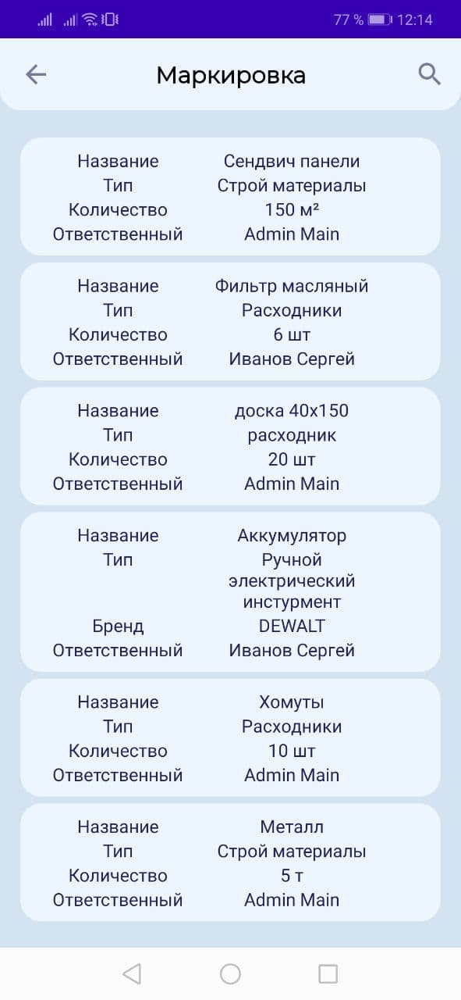 77 % 12:14
Маркировка
Название Сендвич панели
Тип Строй материалы
Количество 150 м²
Ответственный Admin Main
Название Фильтр масляный
Тип Расходники
Количество 6 шт
Ответственный Иванов Сергей
Название доска 40х150
Тип расходник
Количество 20 шт
Ответственный Admin Main
Название Аккумулятор
Тип Ручной
электрический
инстурмент
Бренд DEWALT
Ответственный Иванов Сергей
Название Хомуты
Тип Расходники
Количество 10 шт
Ответственный Admin Main
Название Металл
Тип Строй материалы
Количество 5 т
Ответственный Admin Main